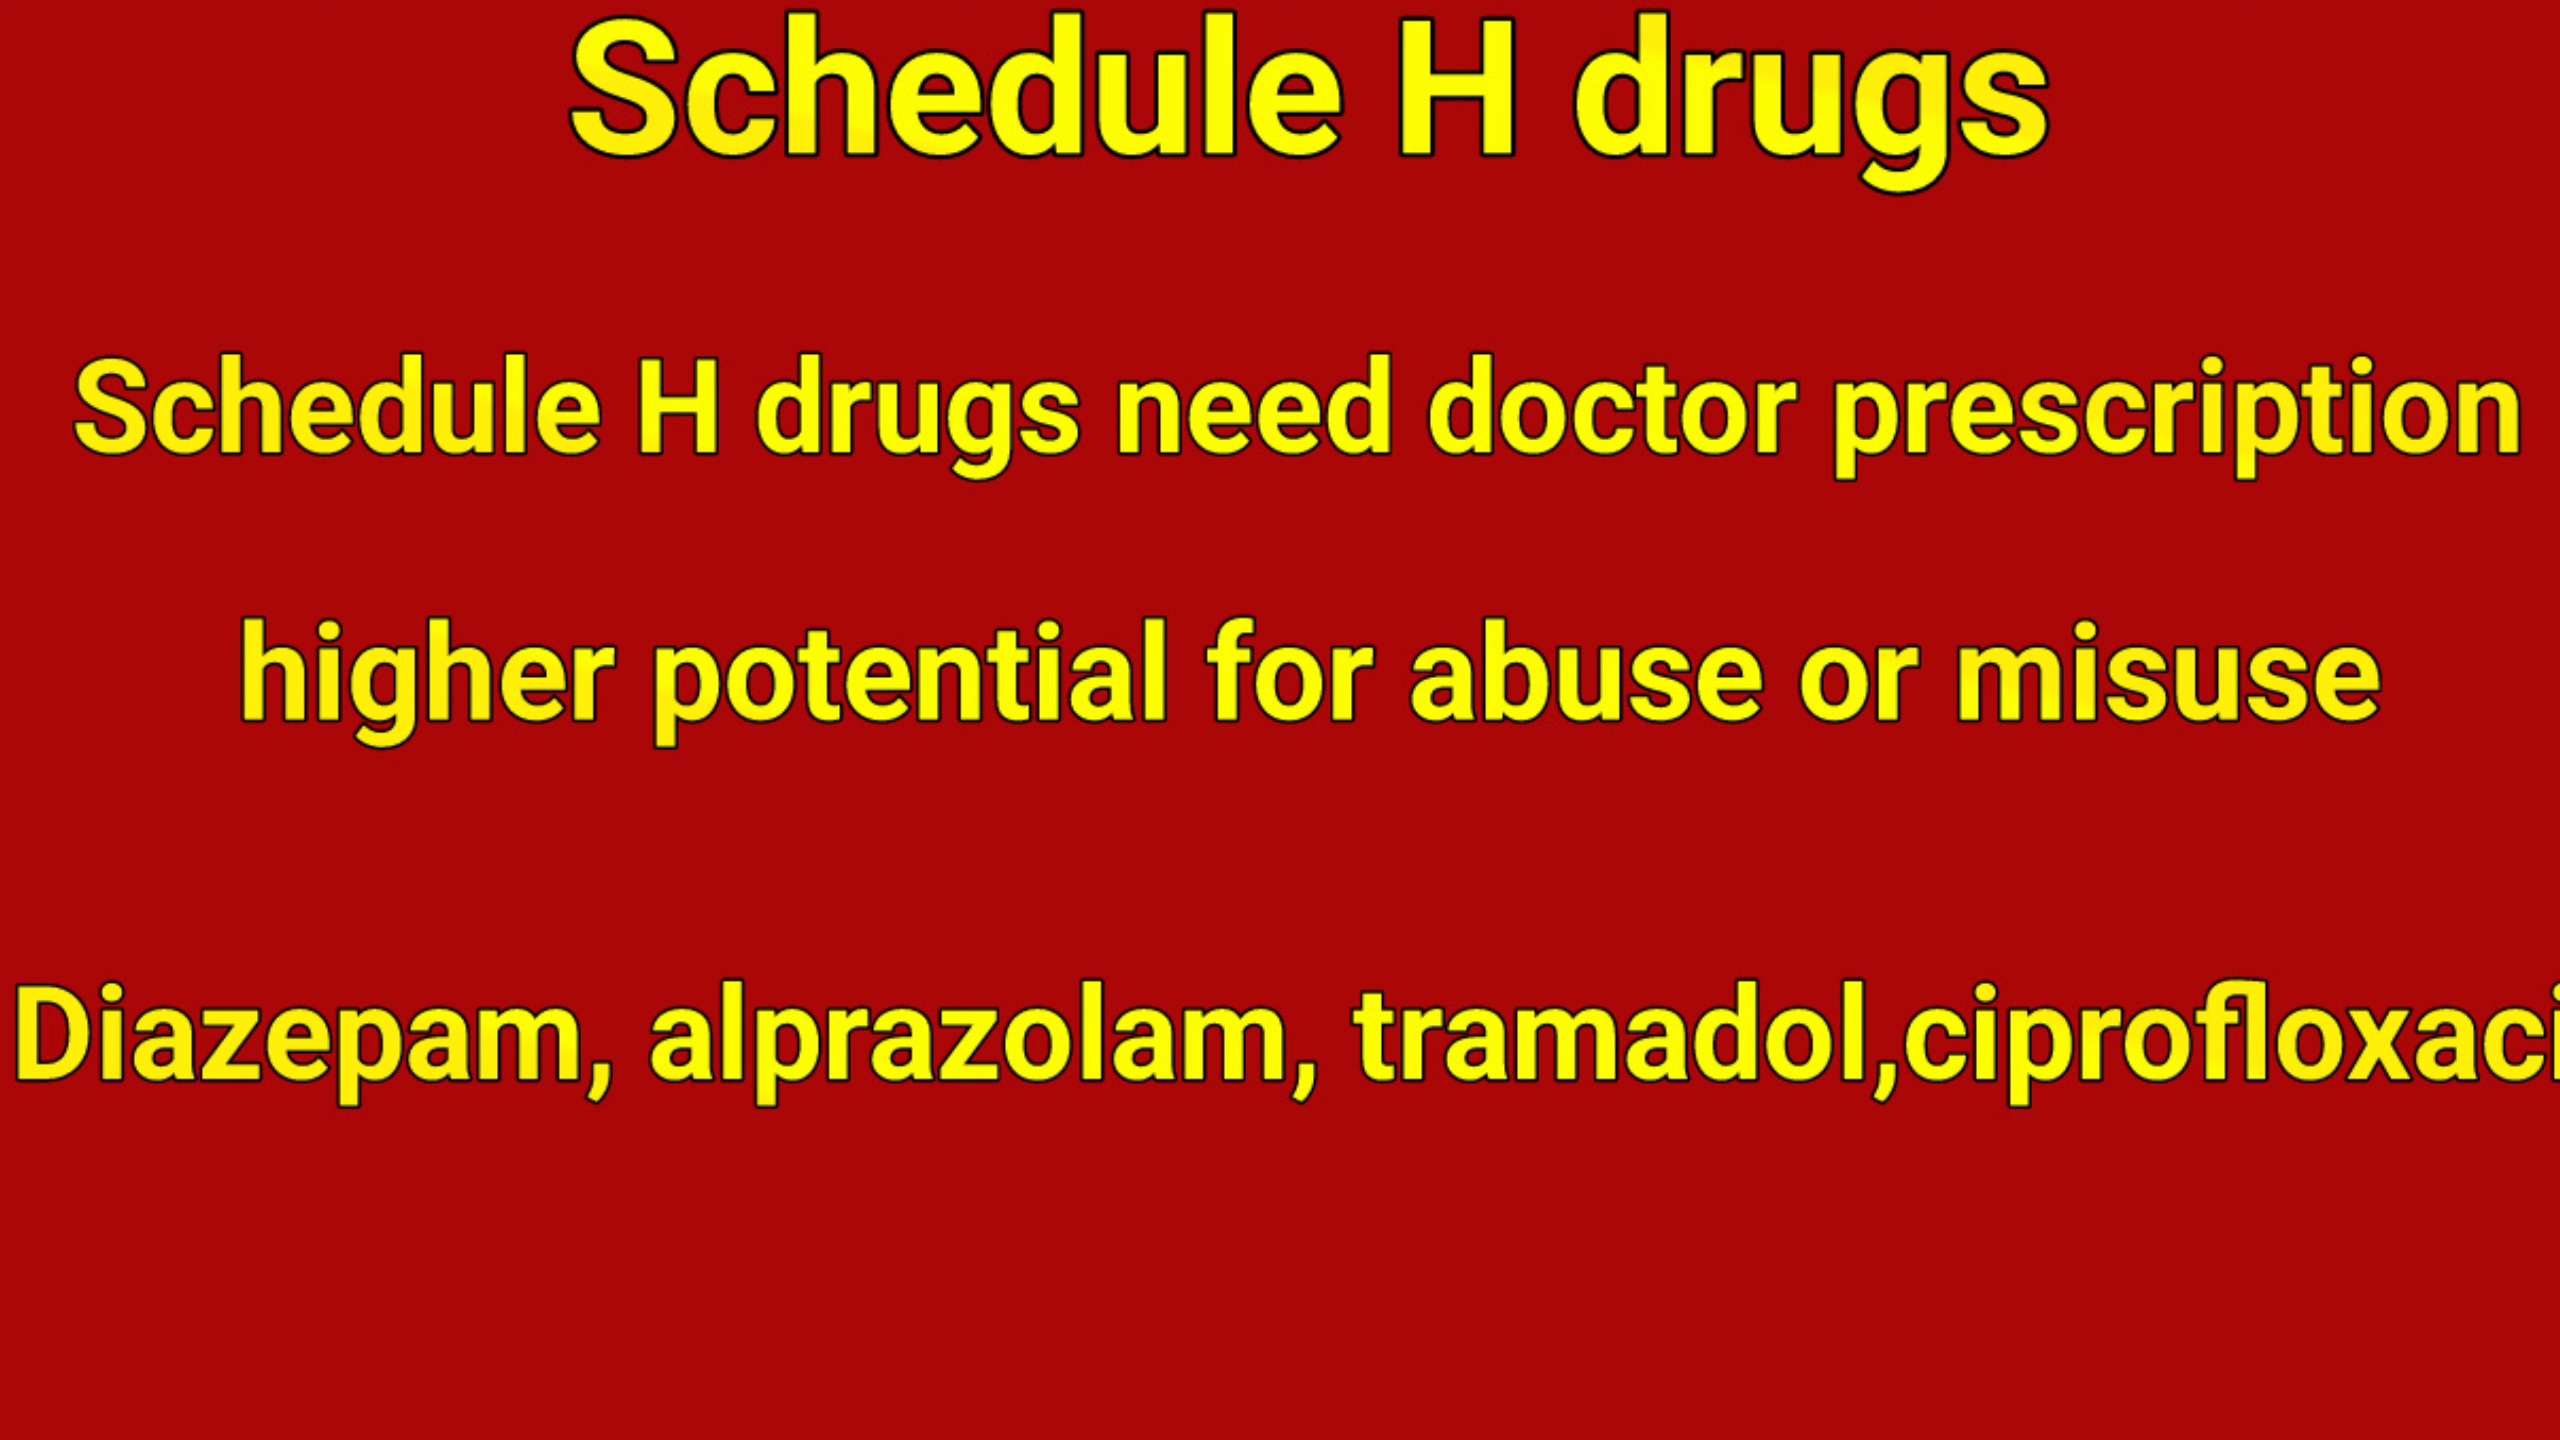 Schedule H drugs
Schedule H drugs need doctor prescription
higher potential for abuse or misuse
Diazepam, alprazolam, tramadol,ciprofloxaci